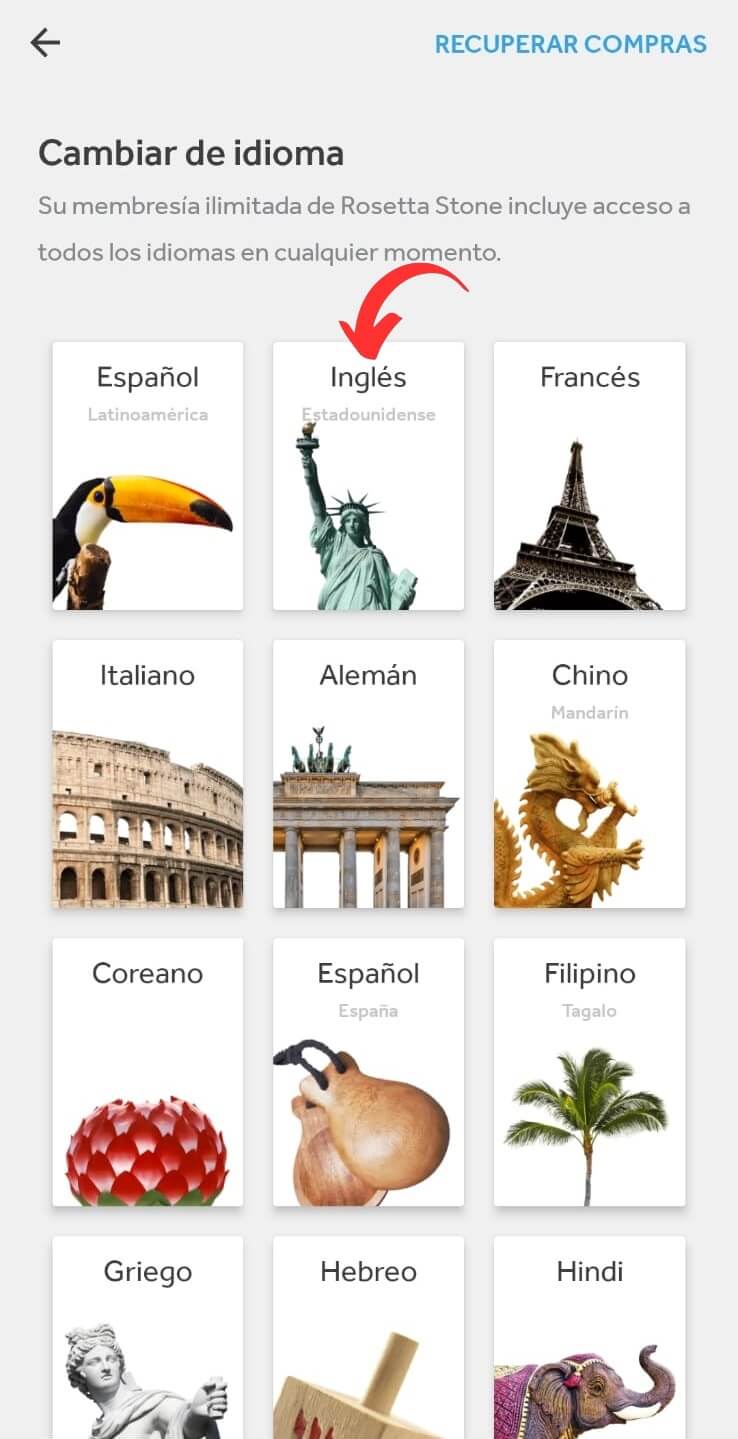 RECUPERAR COMPRAS
Cambiar de idioma
Su membresía ilimitada de Rosetta Stone incluye acceso a
todos los idiomas en cualquier momento.
Español
Latinoamérica
Inglés
Estadounidense
Francés
Italiano
Alemán
Chino
Mandarín
Coreano
Español
España
Filipino
Tagalo
Griego
Hebreo
Hindi